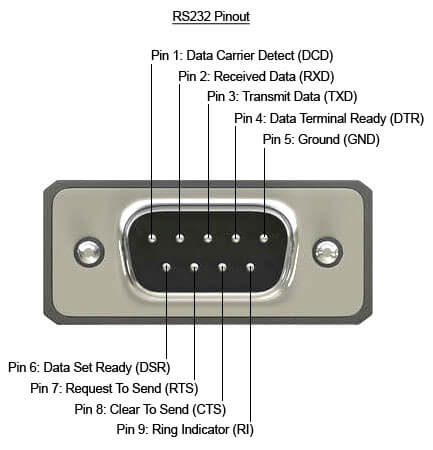 RS232 Pinout
Pin 1: Data Carrier Detect (DCD)
Pin 2: Received Data (RXD)
Pin 3: Transmit Data (TXD)
Pin 4: Data Terminal Ready (DTR)
Pin 5: Ground (GND)
Pin 6: Data Set Ready (DSR)
Pin 7: Request To Send (RTS)
Pin 8: Clear To Send (CTS)
Pin 9: Ring Indicator (RI)